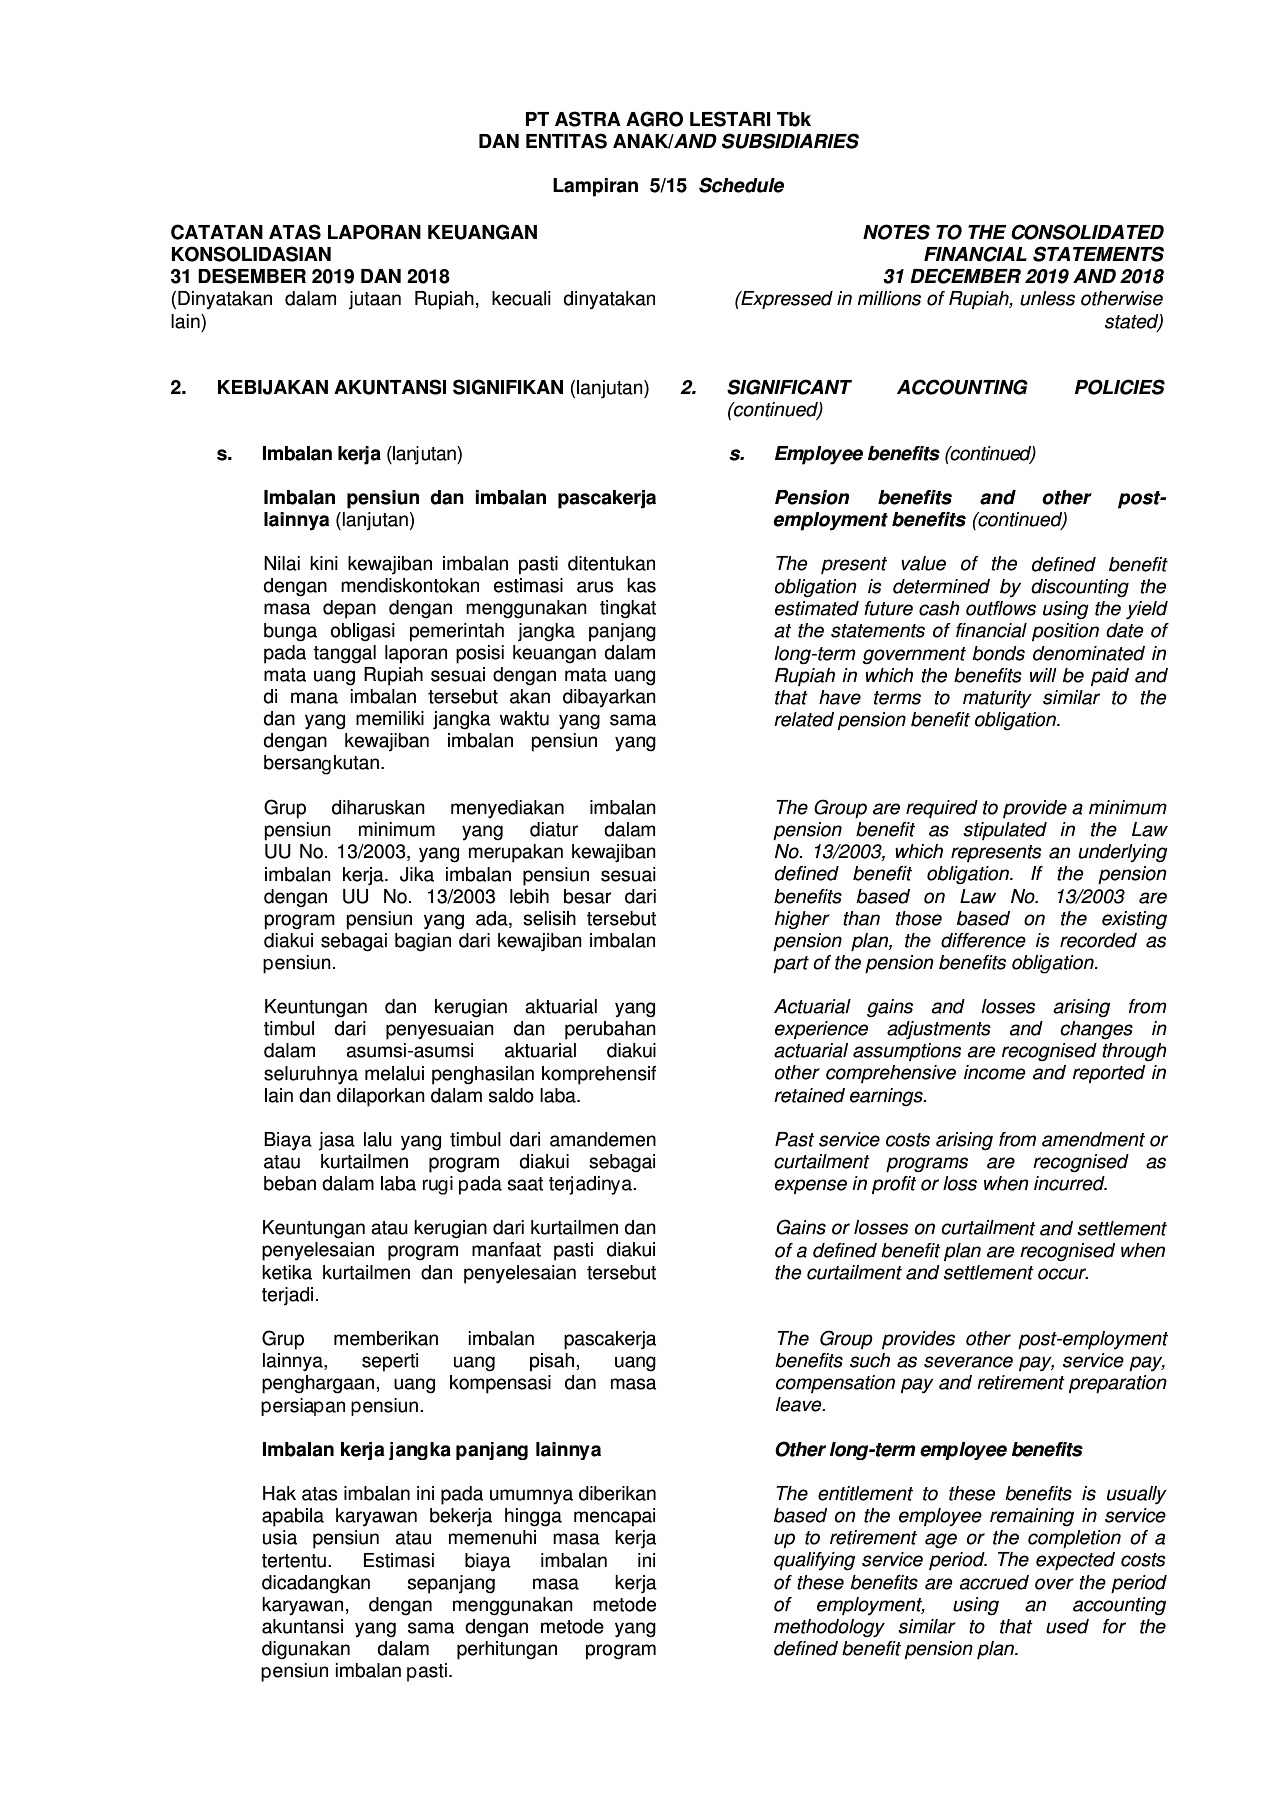 PT ASTRA AGRO LESTARI Tbk
DAN ENTITAS ANAK/AND SUBSIDIARIES
Lampiran 5/15 Schedule
CATATAN ATAS LAPORAN KEUANGAN
KONSOLIDASIAN
31 DESEMBER 2019 DAN 2018
(Dinyatakan dalam jutaan Rupiah, kecuali dinyatakan
lain)
NOTES TO THE CONSOLIDATED
FINANCIAL STATEMENTS
31 DECEMBER 2019 AND 2018
(Expressed in millions of Rupiah, unless otherwise
stated)
2. KEBIJAKAN AKUNTANSI SIGNIFIKAN (lanjutan)
s. Imbalan kerja (lanjutan)
Imbalan pensiun dan imbalan pascakerja
lainnya (lanjutan)
Nilai kini kewajiban imbalan pasti ditentukan
dengan mendiskontokan estimasi arus kas
masa depan dengan menggunakan tingkat
bunga obligasi pemerintah jangka panjang
pada tanggal laporan posisi keuangan dalam
mata uang Rupiah sesuai dengan mata uang
di mana imbalan tersebut akan dibayarkan
dan yang memiliki jangka waktu yang sama
dengan kewajiban imbalan pensiun yang
bersangkutan.
Grup diharuskan menyediakan imbalan
pensiun minimum yang diatur dalam
UU No. 13/2003, yang merupakan kewajiban
imbalan kerja. Jika imbalan pensiun sesuai
dengan UU No. 13/2003 lebih besar dari
program pensiun yang ada, selisih tersebut
diakui sebagai bagian dari kewajiban imbalan
pensiun.
Keuntungan dan kerugian aktuarial yang
timbul dari penyesuaian dan perubahan
dalam asumsi-asumsi aktuarial diakui
seluruhnya melalui penghasilan komprehensif
lain dan dilaporkan dalam saldo laba.
Biaya jasa lalu yang timbul dari amandemen
atau kurtailmen program diakui sebagai
beban dalam laba rugi pada saat terjadinya.
Keuntungan atau kerugian dari kurtailmen dan
penyelesaian program manfaat pasti diakui
ketika kurtailmen dan penyelesaian tersebut
terjadi.
Grup memberikan imbalan pascakerja
lainnya, seperti uang pisah, uang
penghargaan, uang kompensasi dan masa
persiapan pensiun.
Imbalan kerja jangka panjang lainnya
Hak atas imbalan ini pada umumnya diberikan
apabila karyawan bekerja hingga mencapai
usia pensiun atau memenuhi masa kerja
tertentu. Estimasi biaya imbalan ini
dicadangkan sepanjang masa kerja
karyawan, dengan menggunakan metode
akuntansi yang sama dengan metode yang
digunakan dalam perhitungan program
pensiun imbalan pasti.
2. SIGNIFICANT ACCOUNTING POLICIES
(continued)
s. Employee benefits (continued)
Pension benefits and other post-
employment benefits (continued)
The present value of the defined benefit
obligation is determined by discounting the
estimated future cash outflows using the yield
at the statements of financial position date of
long-term government bonds denominated in
Rupiah in which the benefits will be paid and
that have terms to maturity similar to the
related pension benefit obligation.
The Group are required to provide a minimum
pension benefit as stipulated in the Law
No. 13/2003, which represents an underlying
defined benefit obligation. If the pension
benefits based on Law No. 13/2003 are
higher than those based on the existing
pension plan, the difference is recorded as
part of the pension benefits obligation.
Actuarial gains and losses arising from
experience adjustments and changes in
actuarial assumptions are recognised through
other comprehensive income and reported in
retained earnings.
Past service costs arising from amendment or
curtailment programs are recognised as
expense in profit or loss when incurred.
Gains or losses on curtailment and settlement
of a defined benefit plan are recognised when
the curtailment and settlement occur.
The Group provides other post-employment
benefits such as severance pay, service pay,
compensation pay and retirement preparation
leave.
Other long-term employee benefits
The entitlement to these benefits is usually
based on the employee remaining in service
up to retirement age or the completion of a
qualifying service period. The expected costs
of these benefits are accrued over the period
of employment, using an accounting
methodology similar to that used for the
defined benefit pension plan.